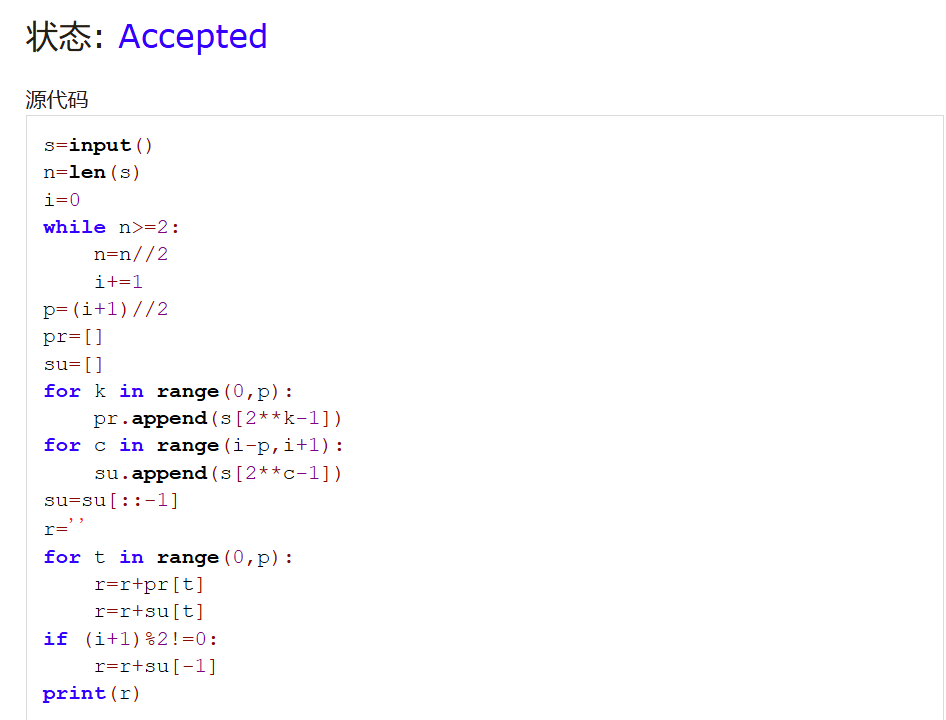 状态: Accepted
源代码
s=input()
n=len(s)
i=0
while n>=2:
    n=n//2
    i+=1
p=(i+1)//2
pr=[]
su=[]
for k in range(0,p):
    pr.append(s[2**k-1])
for c in range(i-p,i+1):
    su.append(s[2**c-1])
su=su[::-1]
r=''
for t in range(0,p):
    r=r+pr[t]
    r=r+su[t]
if (i+1)%2!=0:
    r=r+su[-1]
print(r)